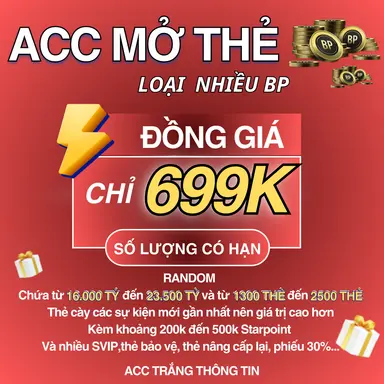 ACC MỞ THẺ
LOẠI NHIỀU BP
BP
BP
ĐỒNG GIÁ
CHỈ 699K
SỐ LƯỢNG CÓ HẠN
RANDOM
Chứa từ 16.000 TỶ đến 23.500 TỶ và từ 1300 THẺ đến 2500 THẺ
Thẻ cày các sự kiện mới gần nhất nên giá trị cao hơn
Kèm khoảng 200k đến 500k Starpoint
Và nhiều SVIP,thẻ bảo vệ, thẻ nâng cấp lại, phiếu 30%...
ACC TRẮNG THÔNG TIN